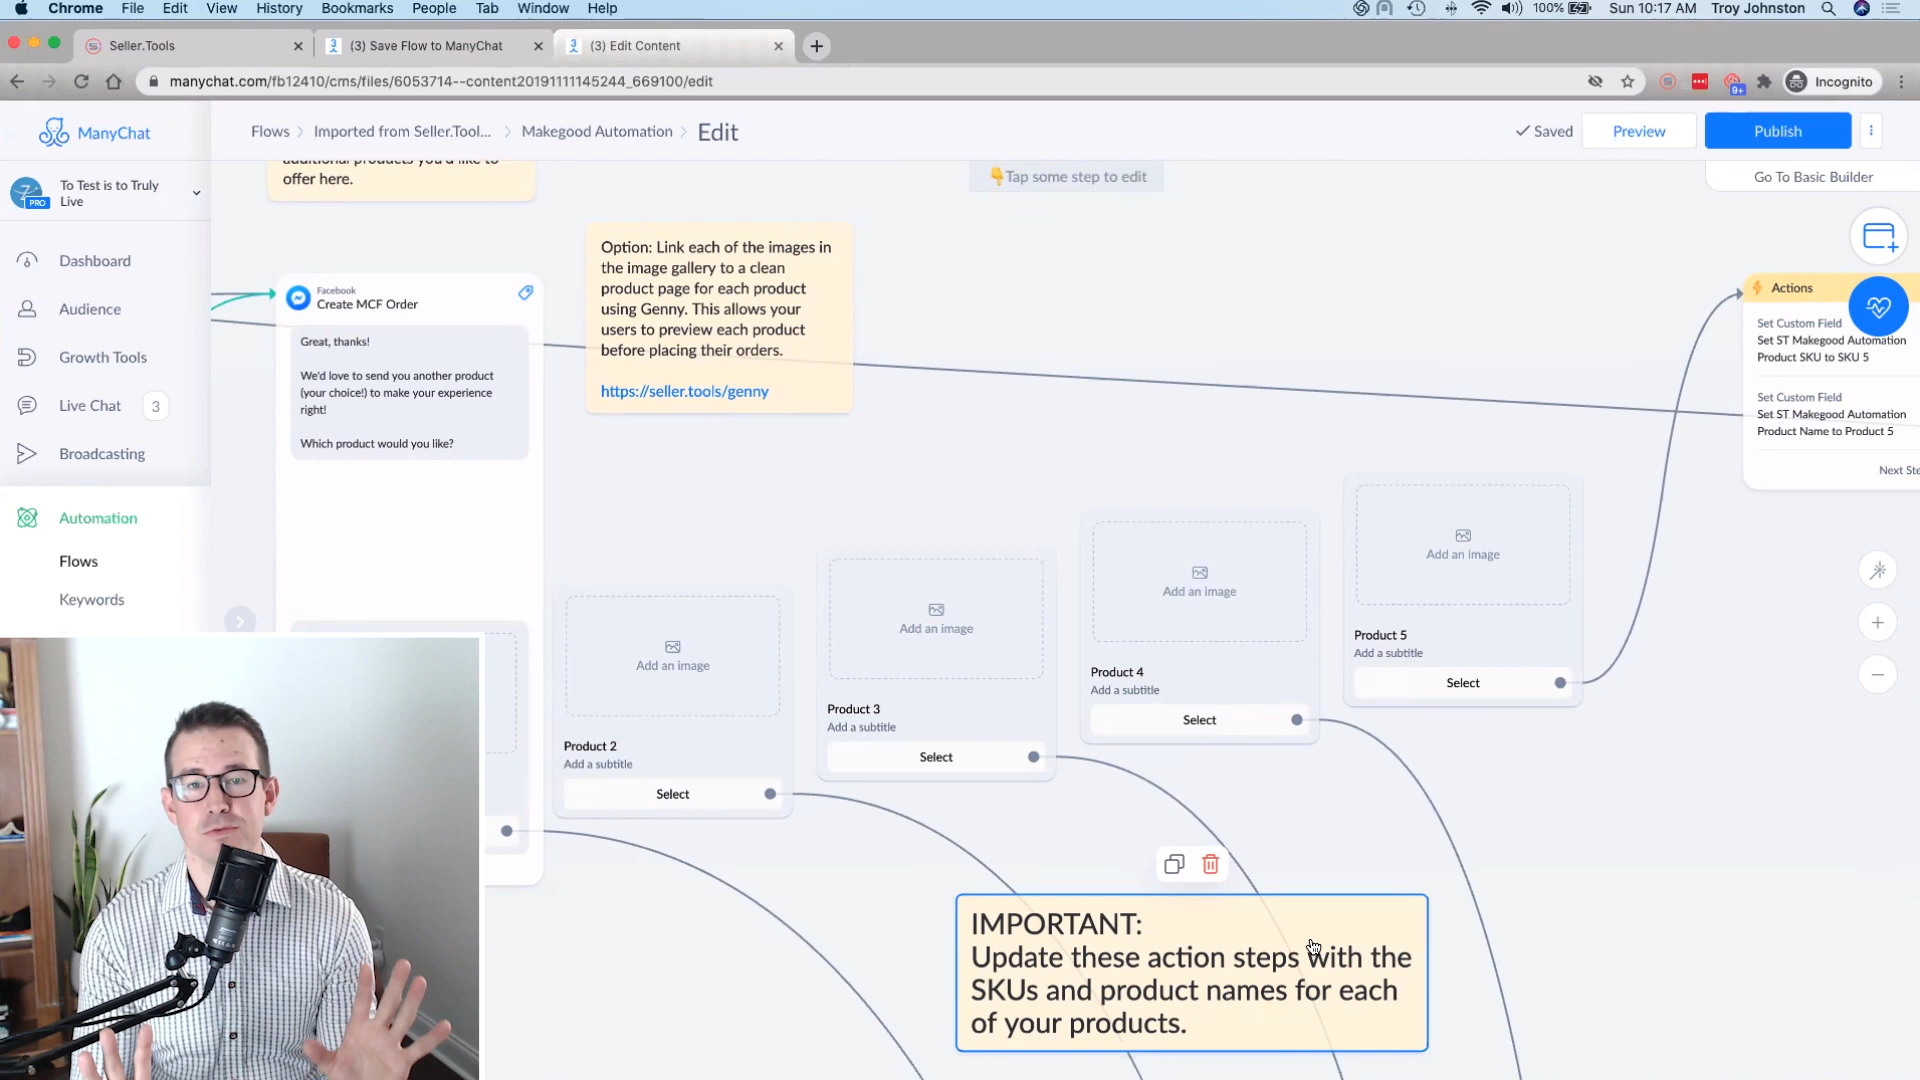 Chrome File Edit View History Bookmarks People Tab Window Help
100% Sun 10:17 AM Troy Johnston
Seller.Tools
(3) Save Flow to ManyChat
(3) Edit Content
manychat.com/fb12410/cms/files/6053714--content20191111145244_669100/edit
9+
Incognito
ManyChat
Flows
Imported from Seller.Tool...
Makegood Automation
Edit
Saved
Preview
Publish
To Test is to Truly
Live
PRO
Dashboard
Audience
Growth Tools
Live Chat 3
Broadcasting
Automation
Flows
Keywords
additional products you'd like to
offer here.
👇Tap some step to edit
Go To Basic Builder
Facebook
Create MCF Order
Great, thanks!
We'd love to send you another product
(your choice!) to make your experience
right!
Which product would you like?
Option: Link each of the images in
the image gallery to a clean
product page for each product
using Genny. This allows your
users to preview each product
before placing their orders.
https://seller.tools/genny
Actions
Set Custom Field
Set ST Makegood Automation
Product SKU to SKU 5
Set Custom Field
Set ST Makegood Automation
Product Name to Product 5
Next Ste
Add an image
Product 2
Add a subtitle
Select
Add an image
Product 3
Add a subtitle
Select
Add an image
Product 4
Add a subtitle
Select
Add an image
Product 5
Add a subtitle
Select
IMPORTANT:
Update these action steps with the
SKUs and product names for each
of your products.